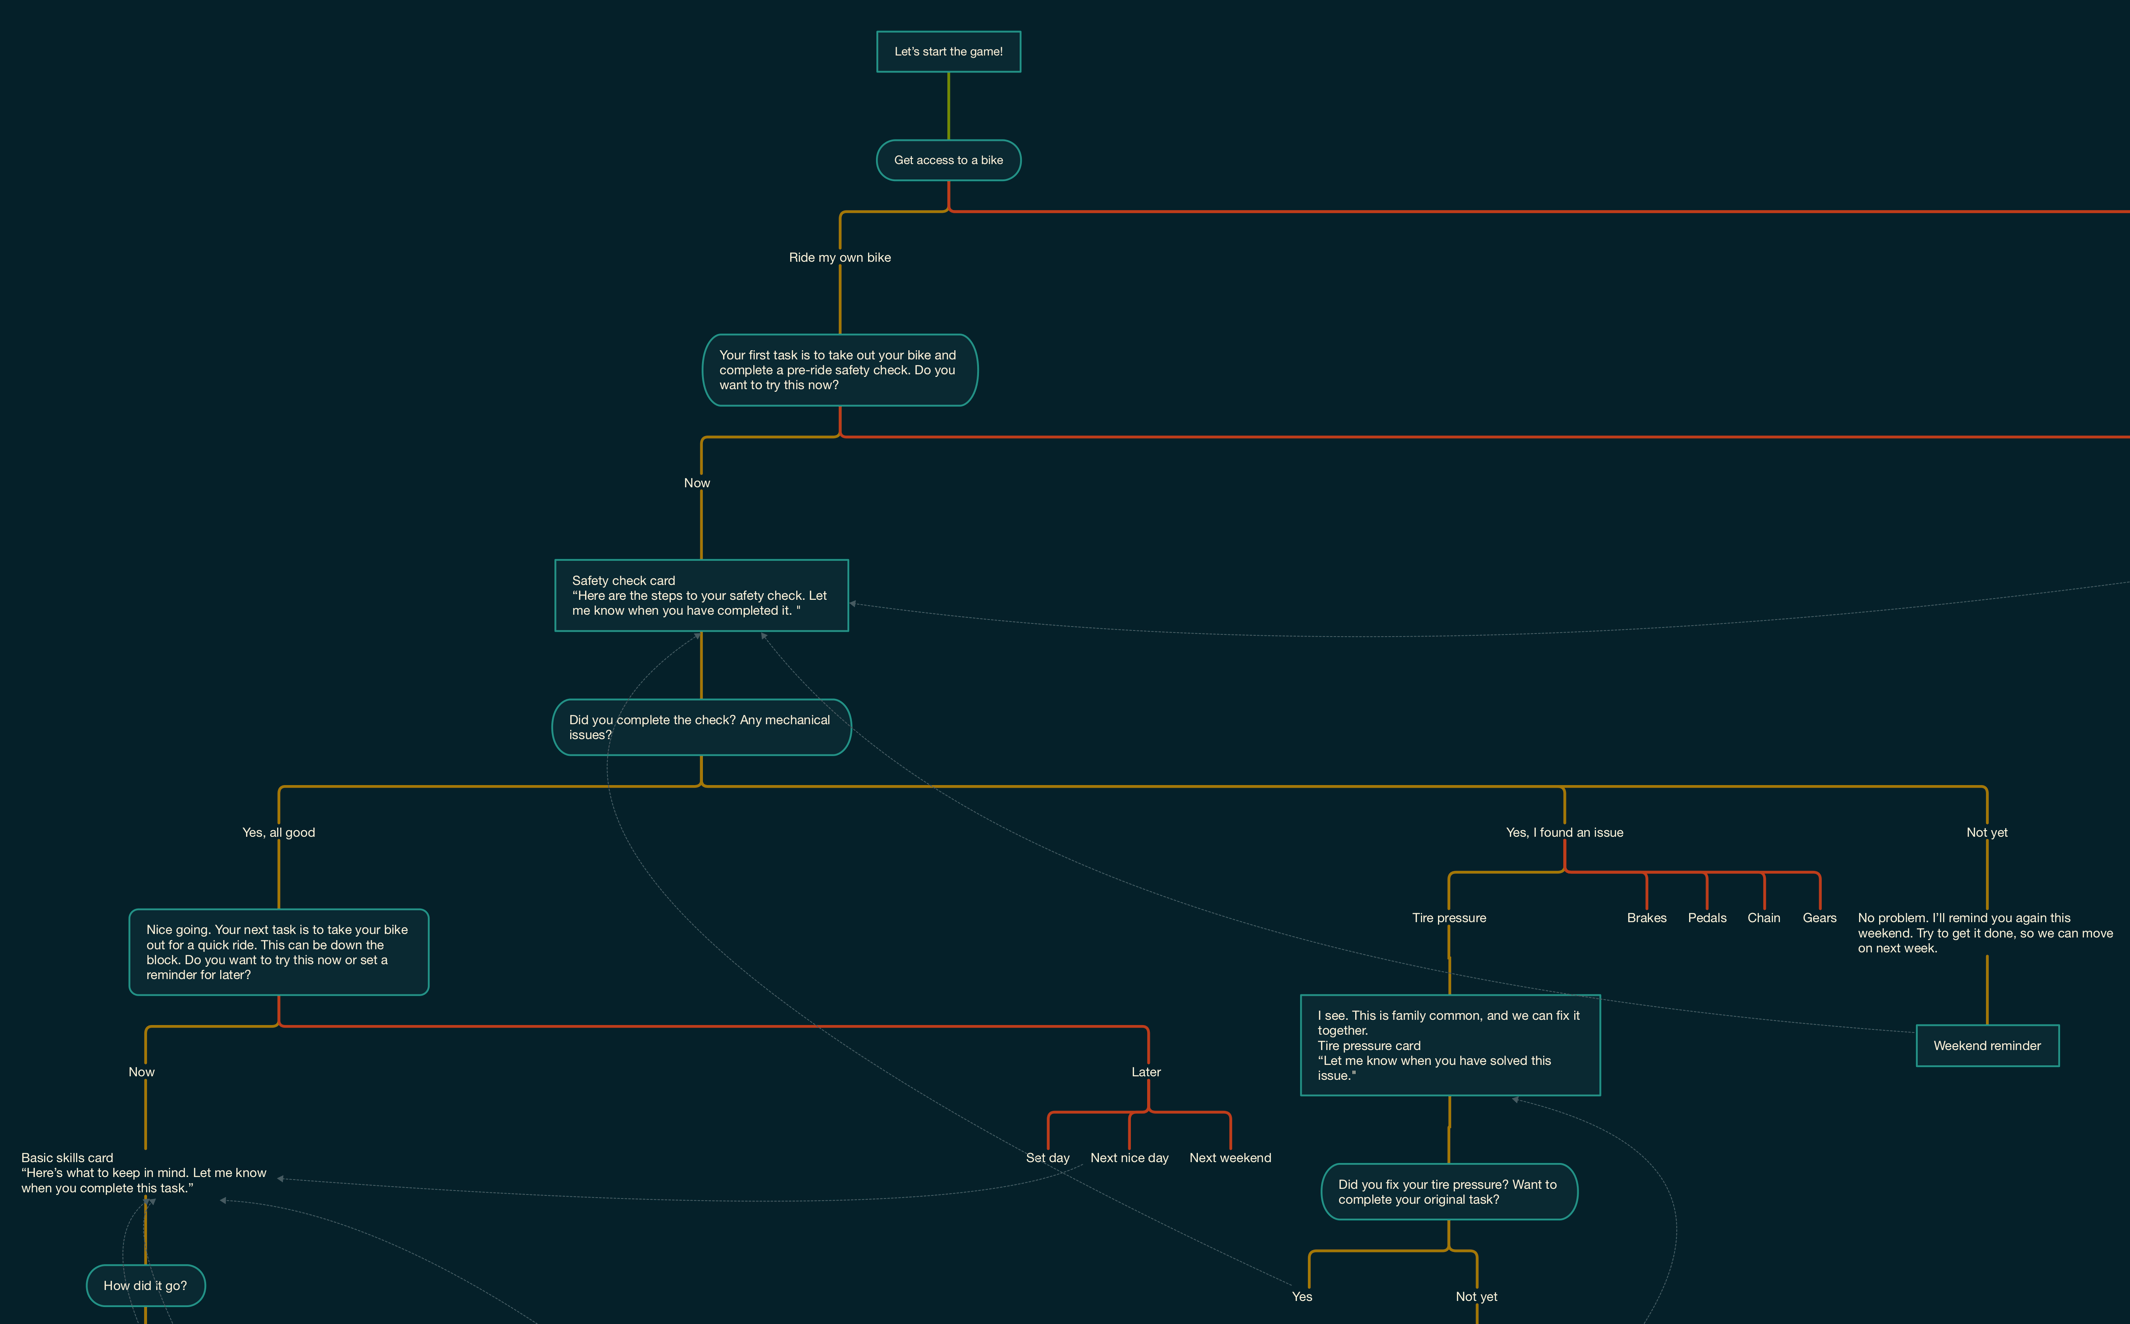 Let's start the game!
Get access to a bike
Ride my own bike
Your first task is to take out your bike and
complete a pre-ride safety check. Do you
want to try this now?
Now
Safety check card
“Here are the steps to your safety check. Let
me know when you have completed it. "
Did you complete the check? Any mechanical
issues?
Yes, all good
Yes, I found an issue
Not yet
Nice going. Your next task is to take your bike
out for a quick ride. This can be down the
block. Do you want to try this now or set a
reminder for later?
Tire pressure
Brakes
Pedals
Chain
Gears
No problem. I'll remind you again this
weekend. Try to get it done, so we can move
on next week.
I see. This is family common, and we can fix it
together.
Tire pressure card
“Let me know when you have solved this
issue."
Weekend reminder
Now
Later
Set day
Next nice day
Next weekend
Basic skills card
“Here's what to keep in mind. Let me know
when you complete this task.”
Did you fix your tire pressure? Want to
complete your original task?
How did it go?
Yes
Not yet